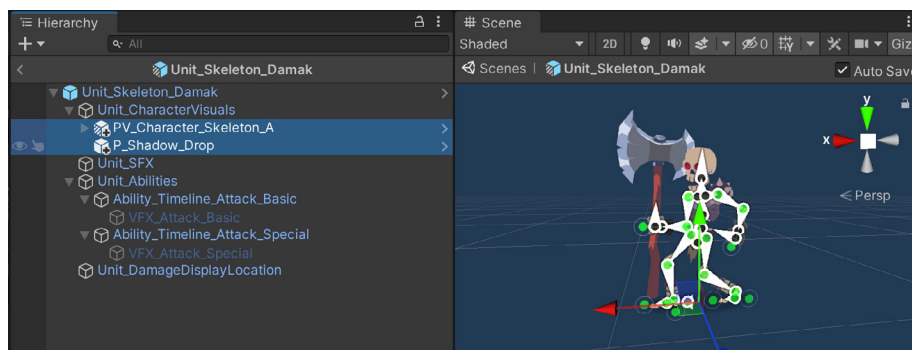 Hierarchy
All
Unit_Skeleton_Damak
Unit_Skeleton_Damak
Unit_CharacterVisuals
PV_Character_Skeleton_A
P_Shadow_Drop
Unit_SFX
Unit_Abilities
Ability_Timeline_Attack_Basic
VFX_Attack_Basic
Ability_Timeline_Attack_Special
VFX_Attack_Special
Unit_DamageDisplayLocation
# Scene
Shaded 2D 0 Giz
Scenes | Unit_Skeleton_Damak Auto Save
y
x
< Persp